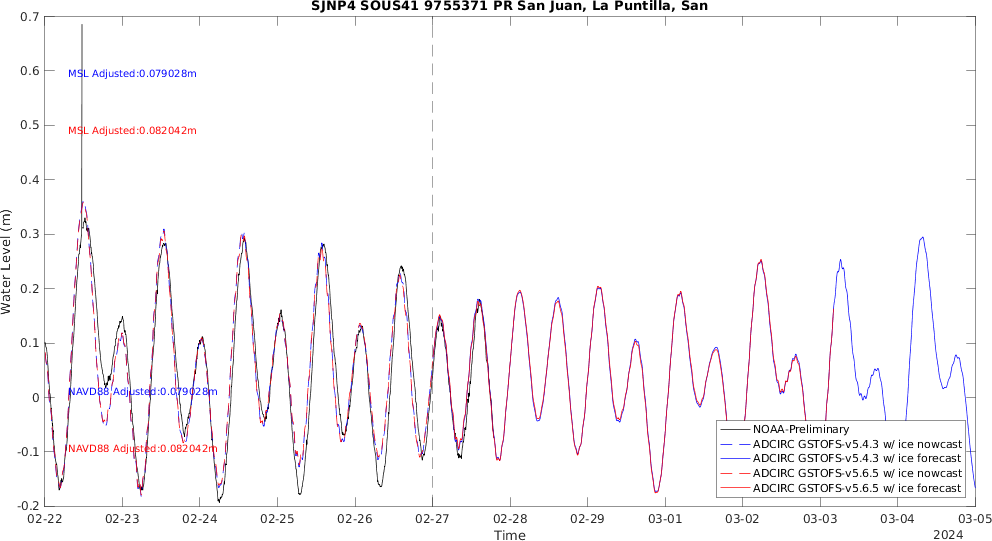 SJNP4 SOUS41 9755371 PR San Juan, La Puntilla, San
0.7
0.6
0.5
0.4
0.3
0.2
0.1
0
-0.1
-0.2
Water Level (m)
MSL Adjusted:0.079028m
MSL Adjusted:0.082042m
NAVD88 Adjusted:0.079028m
NAVD88 Adjusted:0.082042m
NOAA-Preliminary
ADCIRC GSTOFS-v5.4.3 w/ ice nowcast
ADCIRC GSTOFS-v5.4.3 w/ ice forecast
ADCIRC GSTOFS-v5.6.5 w/ ice nowcast
ADCIRC GSTOFS-v5.6.5 w/ ice forecast
02-22 02-23 02-24 02-25 02-26 02-27 02-28 02-29 03-01 03-02 03-03 03-04 03-05
Time
2024